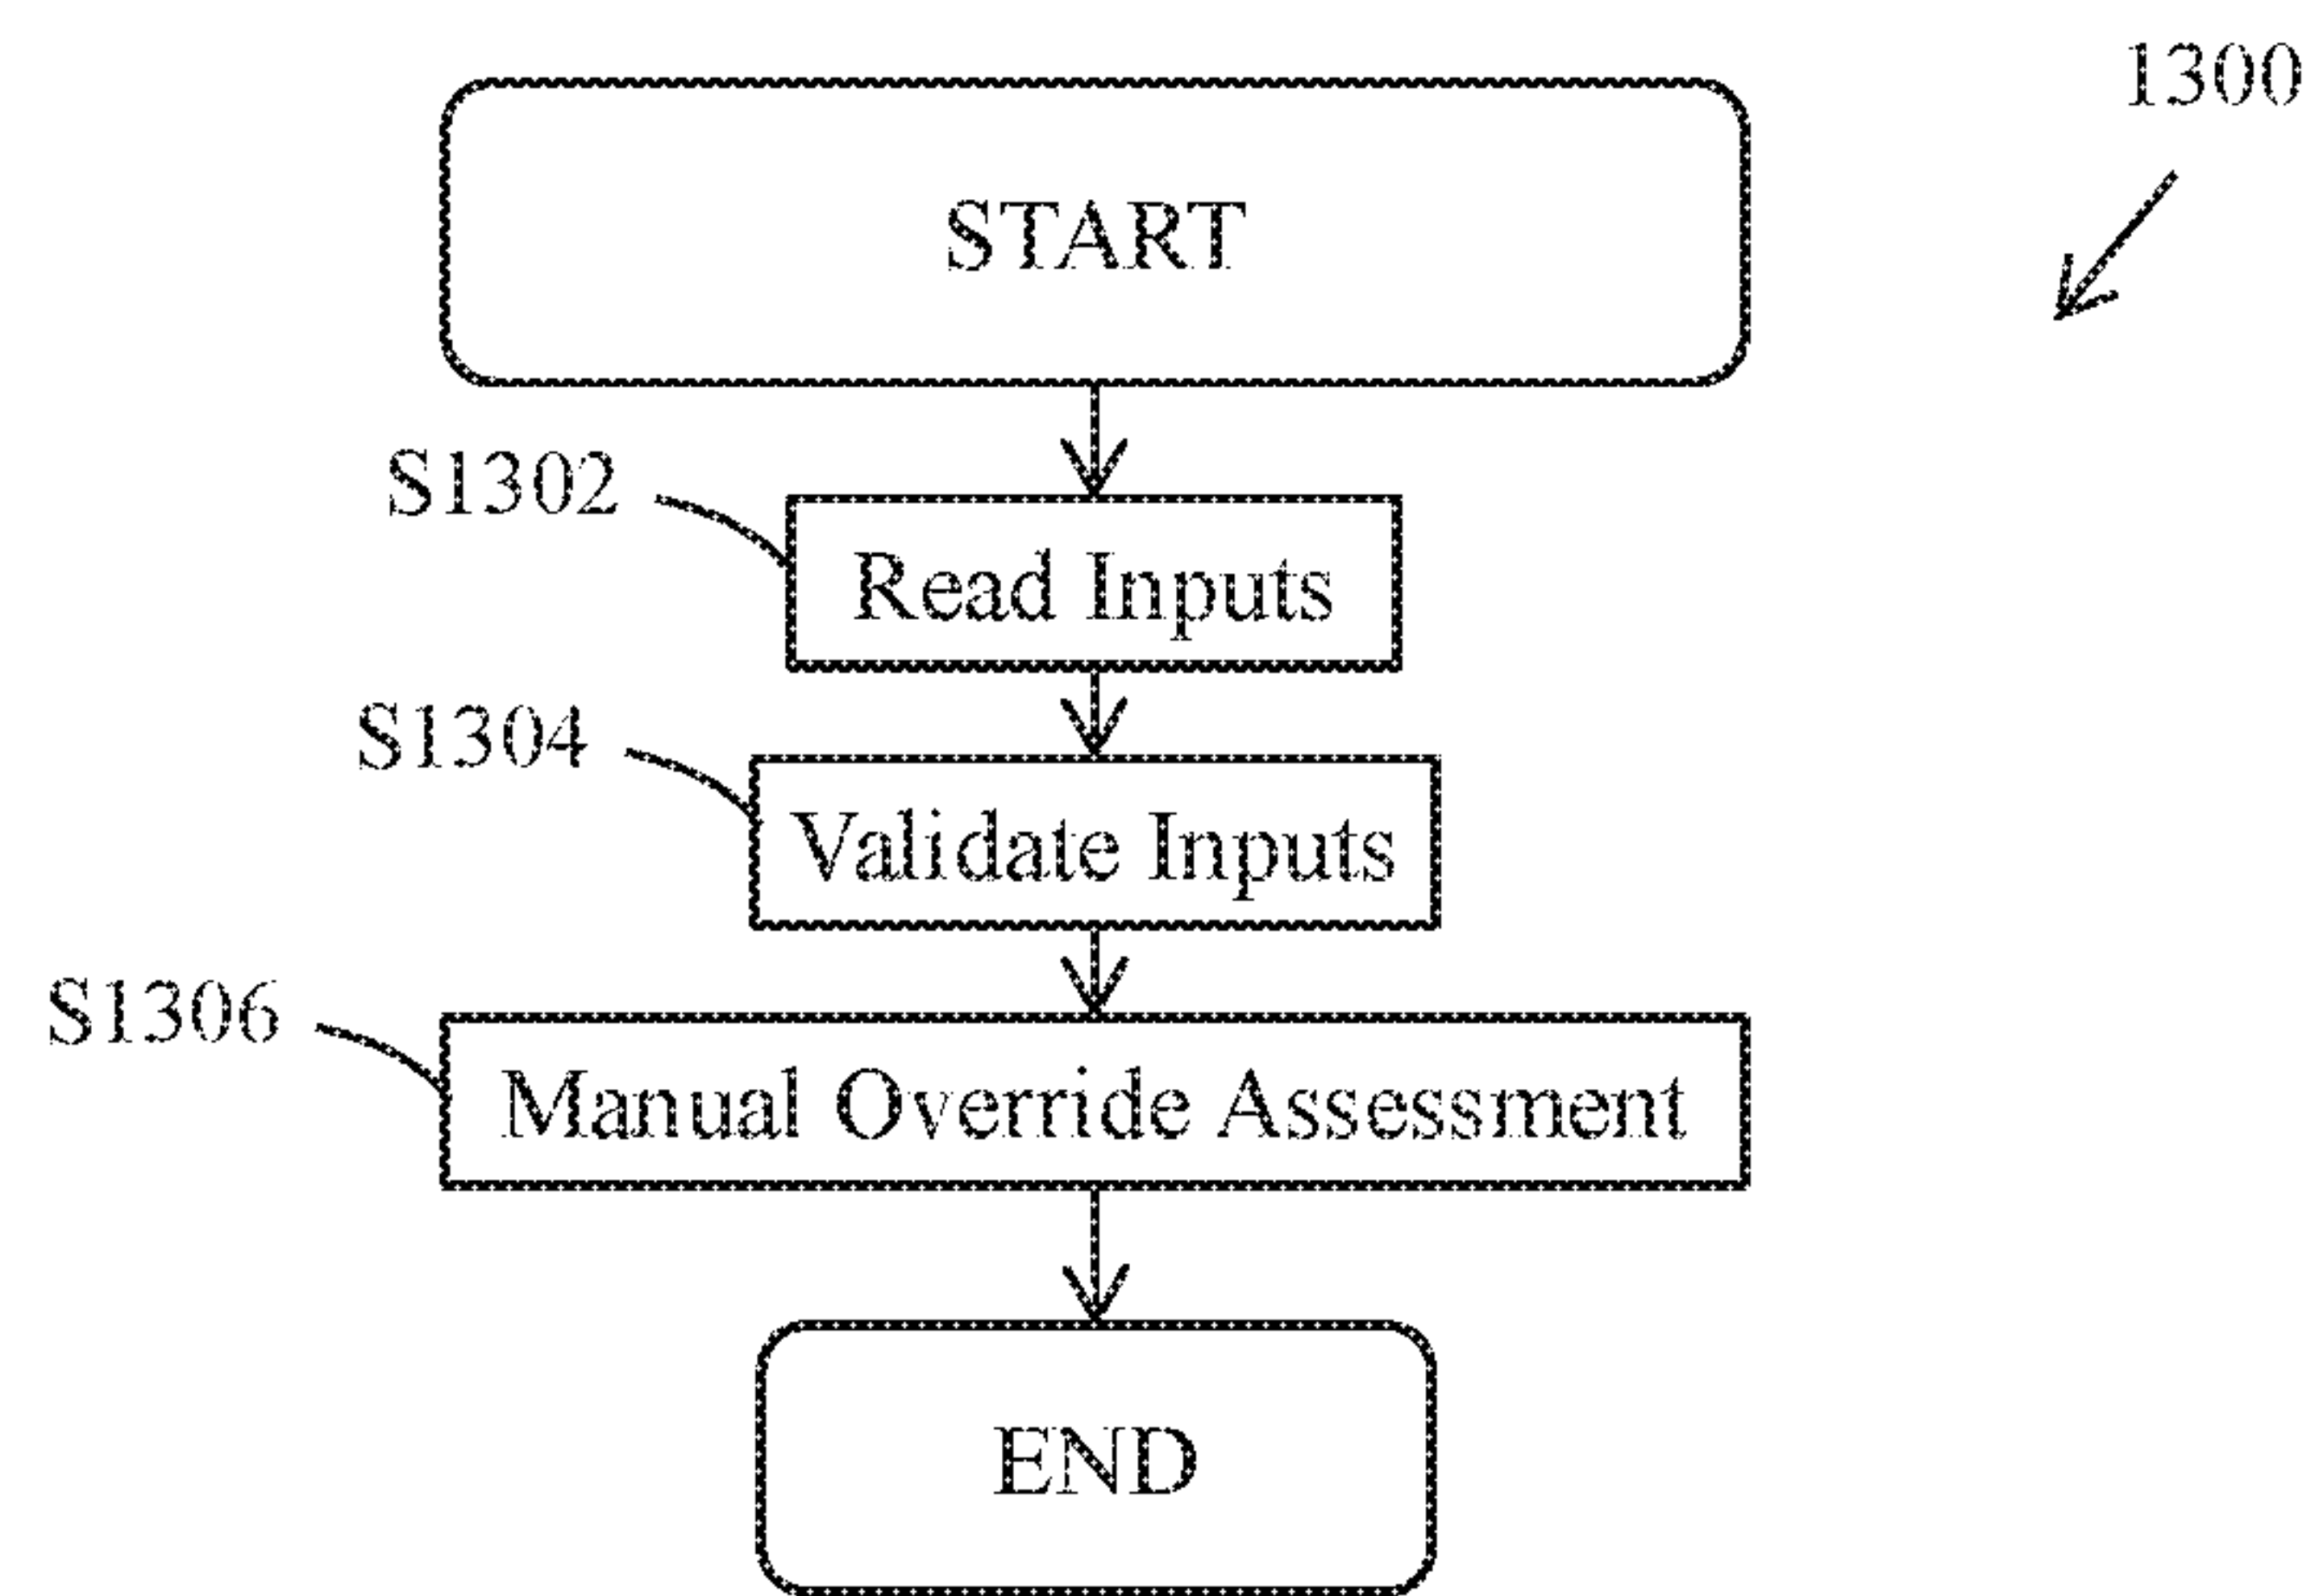 1300
START
S1302
Read Inputs
S1304
Validate Inputs
S1306
Manual Override Assessment
END